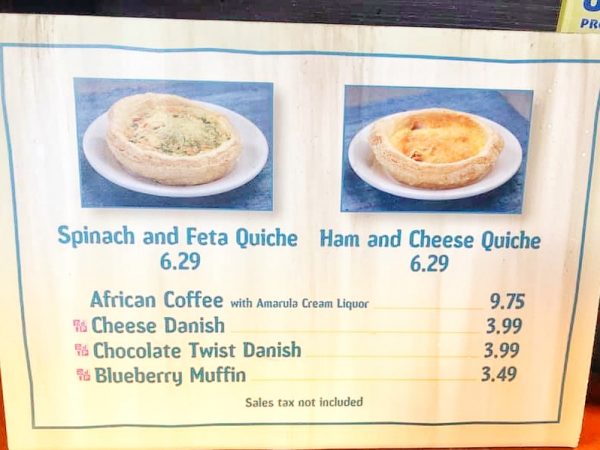 PR
Spinach and Feta Quiche
6.29
Ham and Cheese Quiche
6.29
African Coffee with Amarula Cream Liquor 9.75
Cheese Danish 3.99
Chocolate Twist Danish 3.99
Blueberry Muffin 3.49
Sales tax not included